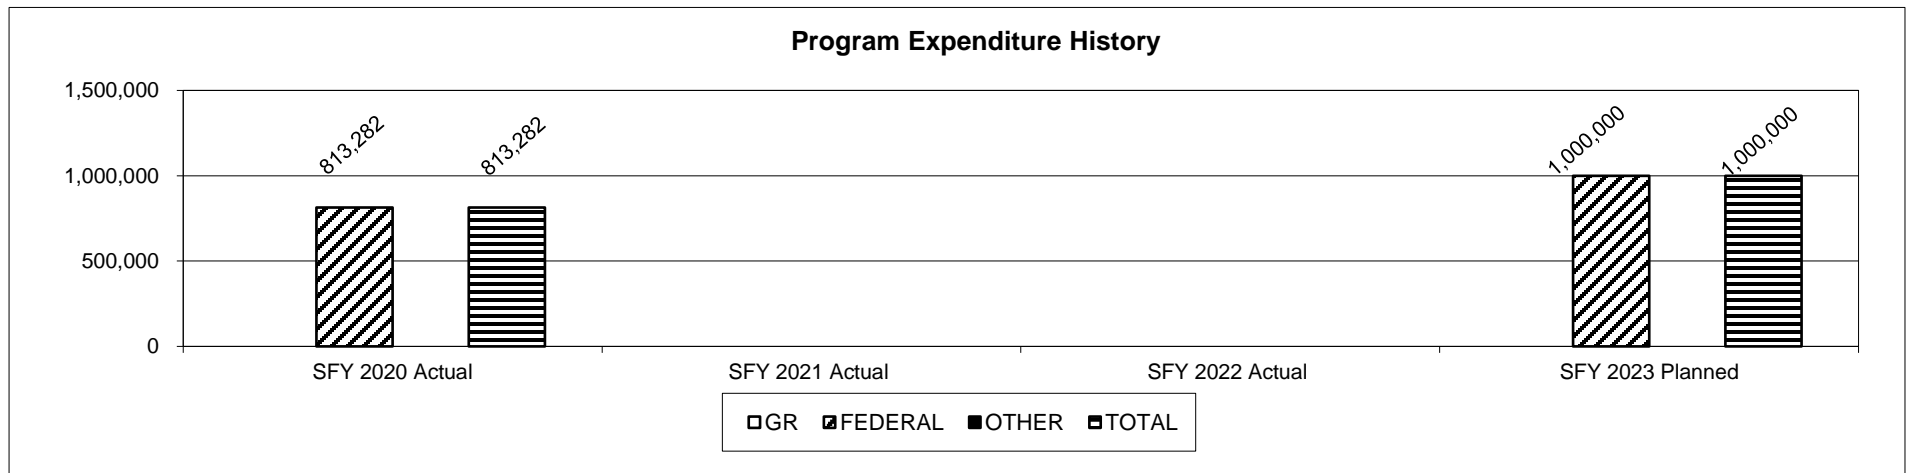 Program Expenditure History
1,500,000
1,000,000
500,000
0
813,282
813,282
1,000,000
1,000,000
SFY 2020 Actual
SFY 2021 Actual
SFY 2022 Actual
SFY 2023 Planned
GR FEDERAL OTHER TOTAL